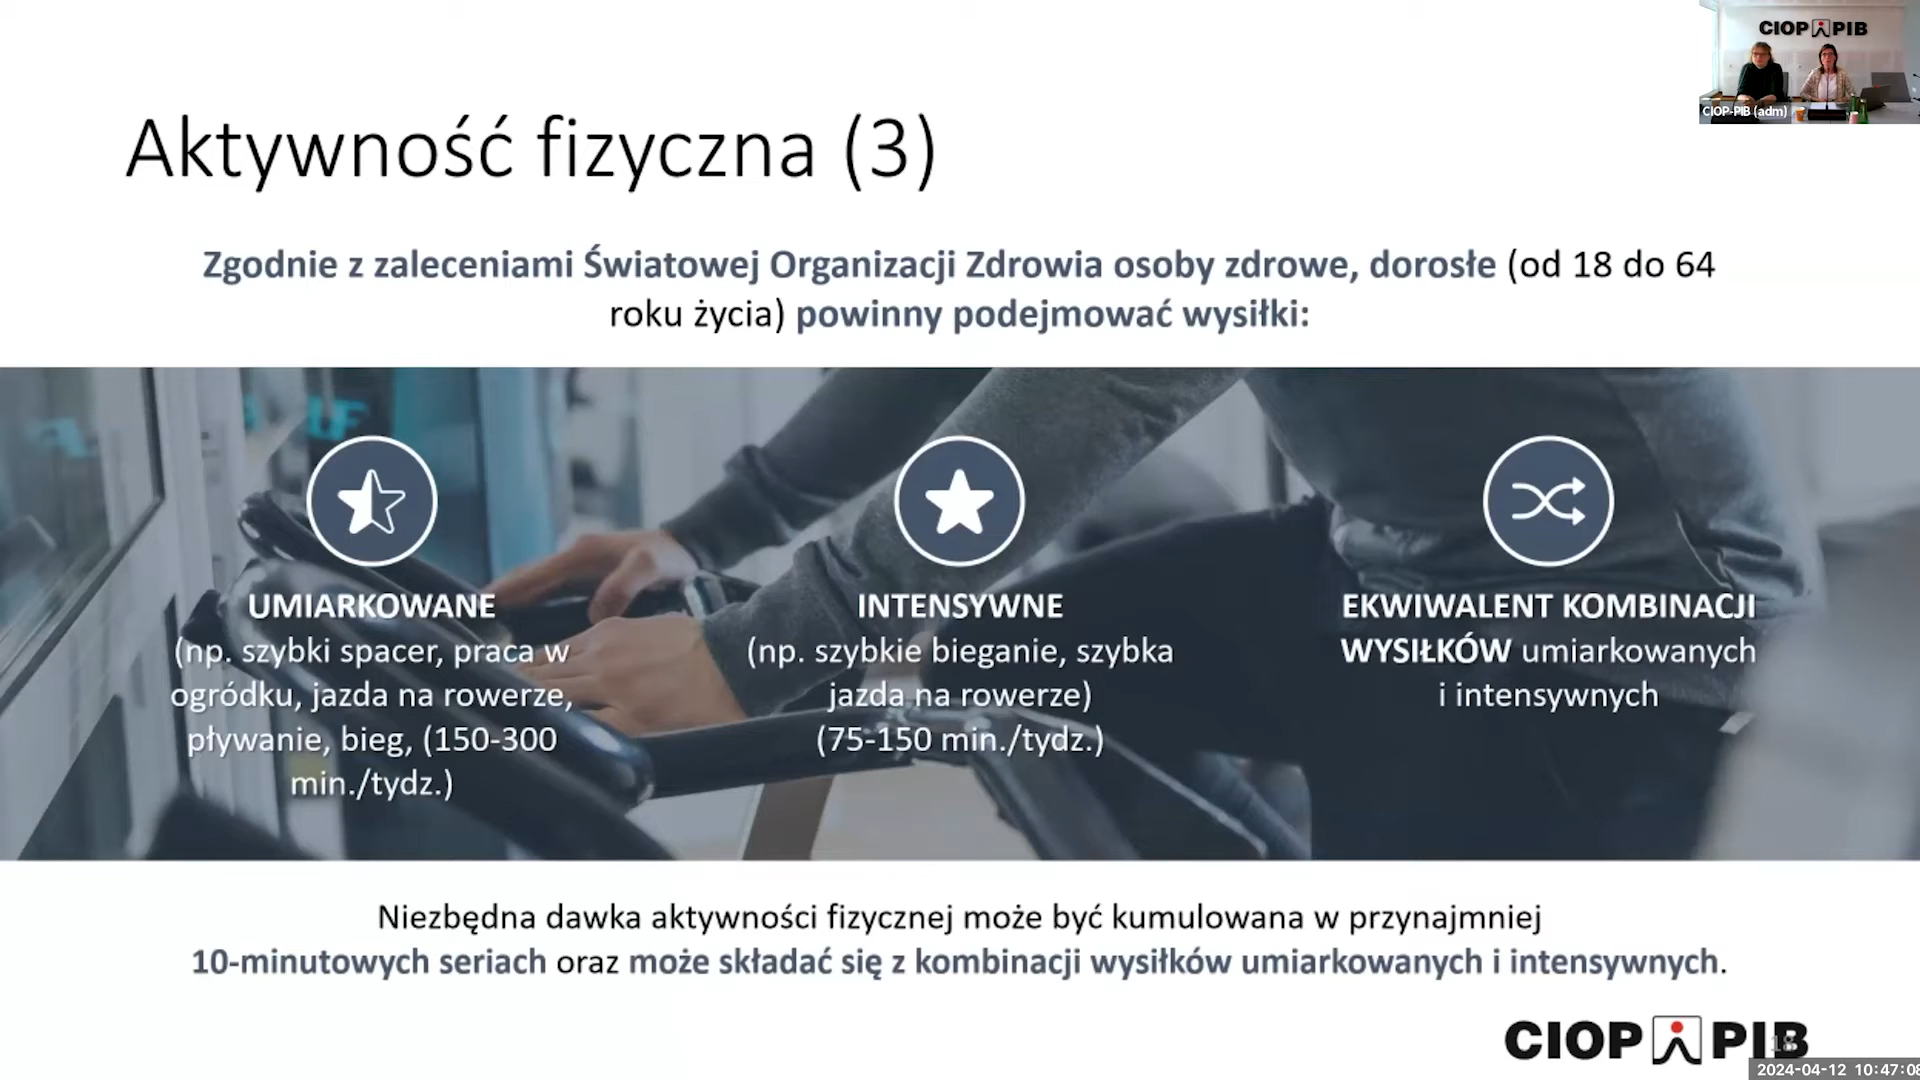 CIOP PIB
CIOP-PIB (adm)
Aktywność fizyczna (3)
Zgodnie z zaleceniami Światowej Organizacji Zdrowia osoby zdrowe, dorosłe (od 18 do 64
roku życia) powinny podejmować wysiłki:
UMIARKOWANE
(np. szybki spacer, praca w
ogródku, jazda na rowerze,
pływanie, bieg, (150-300
min./tydz.)
INTENSYWNE
(np. szybkie bieganie, szybka
jazda na rowerze)
(75-150 min./tydz.)
EKWIWALENT KOMBINACJI
WYSIŁKÓW umiarkowanych
i intensywnych
Niezbędna dawka aktywności fizycznej może być kumulowana w przynajmniej
10-minutowych seriach oraz może składać się z kombinacji wysiłków umiarkowanych i intensywnych.
CIOP PIB
18
2024-04-12 10:47:08